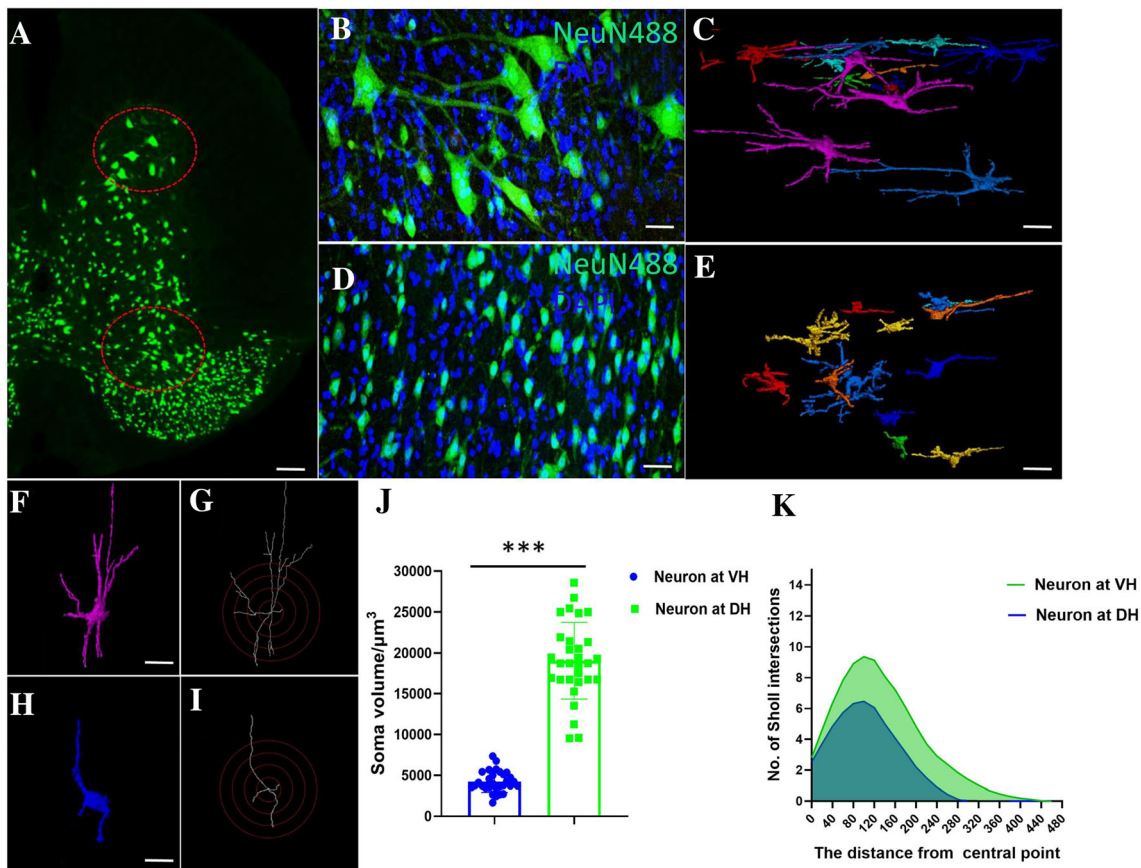 A
B
NeuN488
DAPI
C
D
NeuN488
DAPI
E
F
G
H
I
J
***
Soma volume/μm³
30000
25000
20000
15000
10000
5000
0
Neuron at VH
Neuron at DH
K
No. of Sholl intersections
14
12
10
8
6
4
2
0
0 40 80 120 160 200 240 280 320 360 400 440 480
The distance from central point
Neuron at VH
Neuron at DH